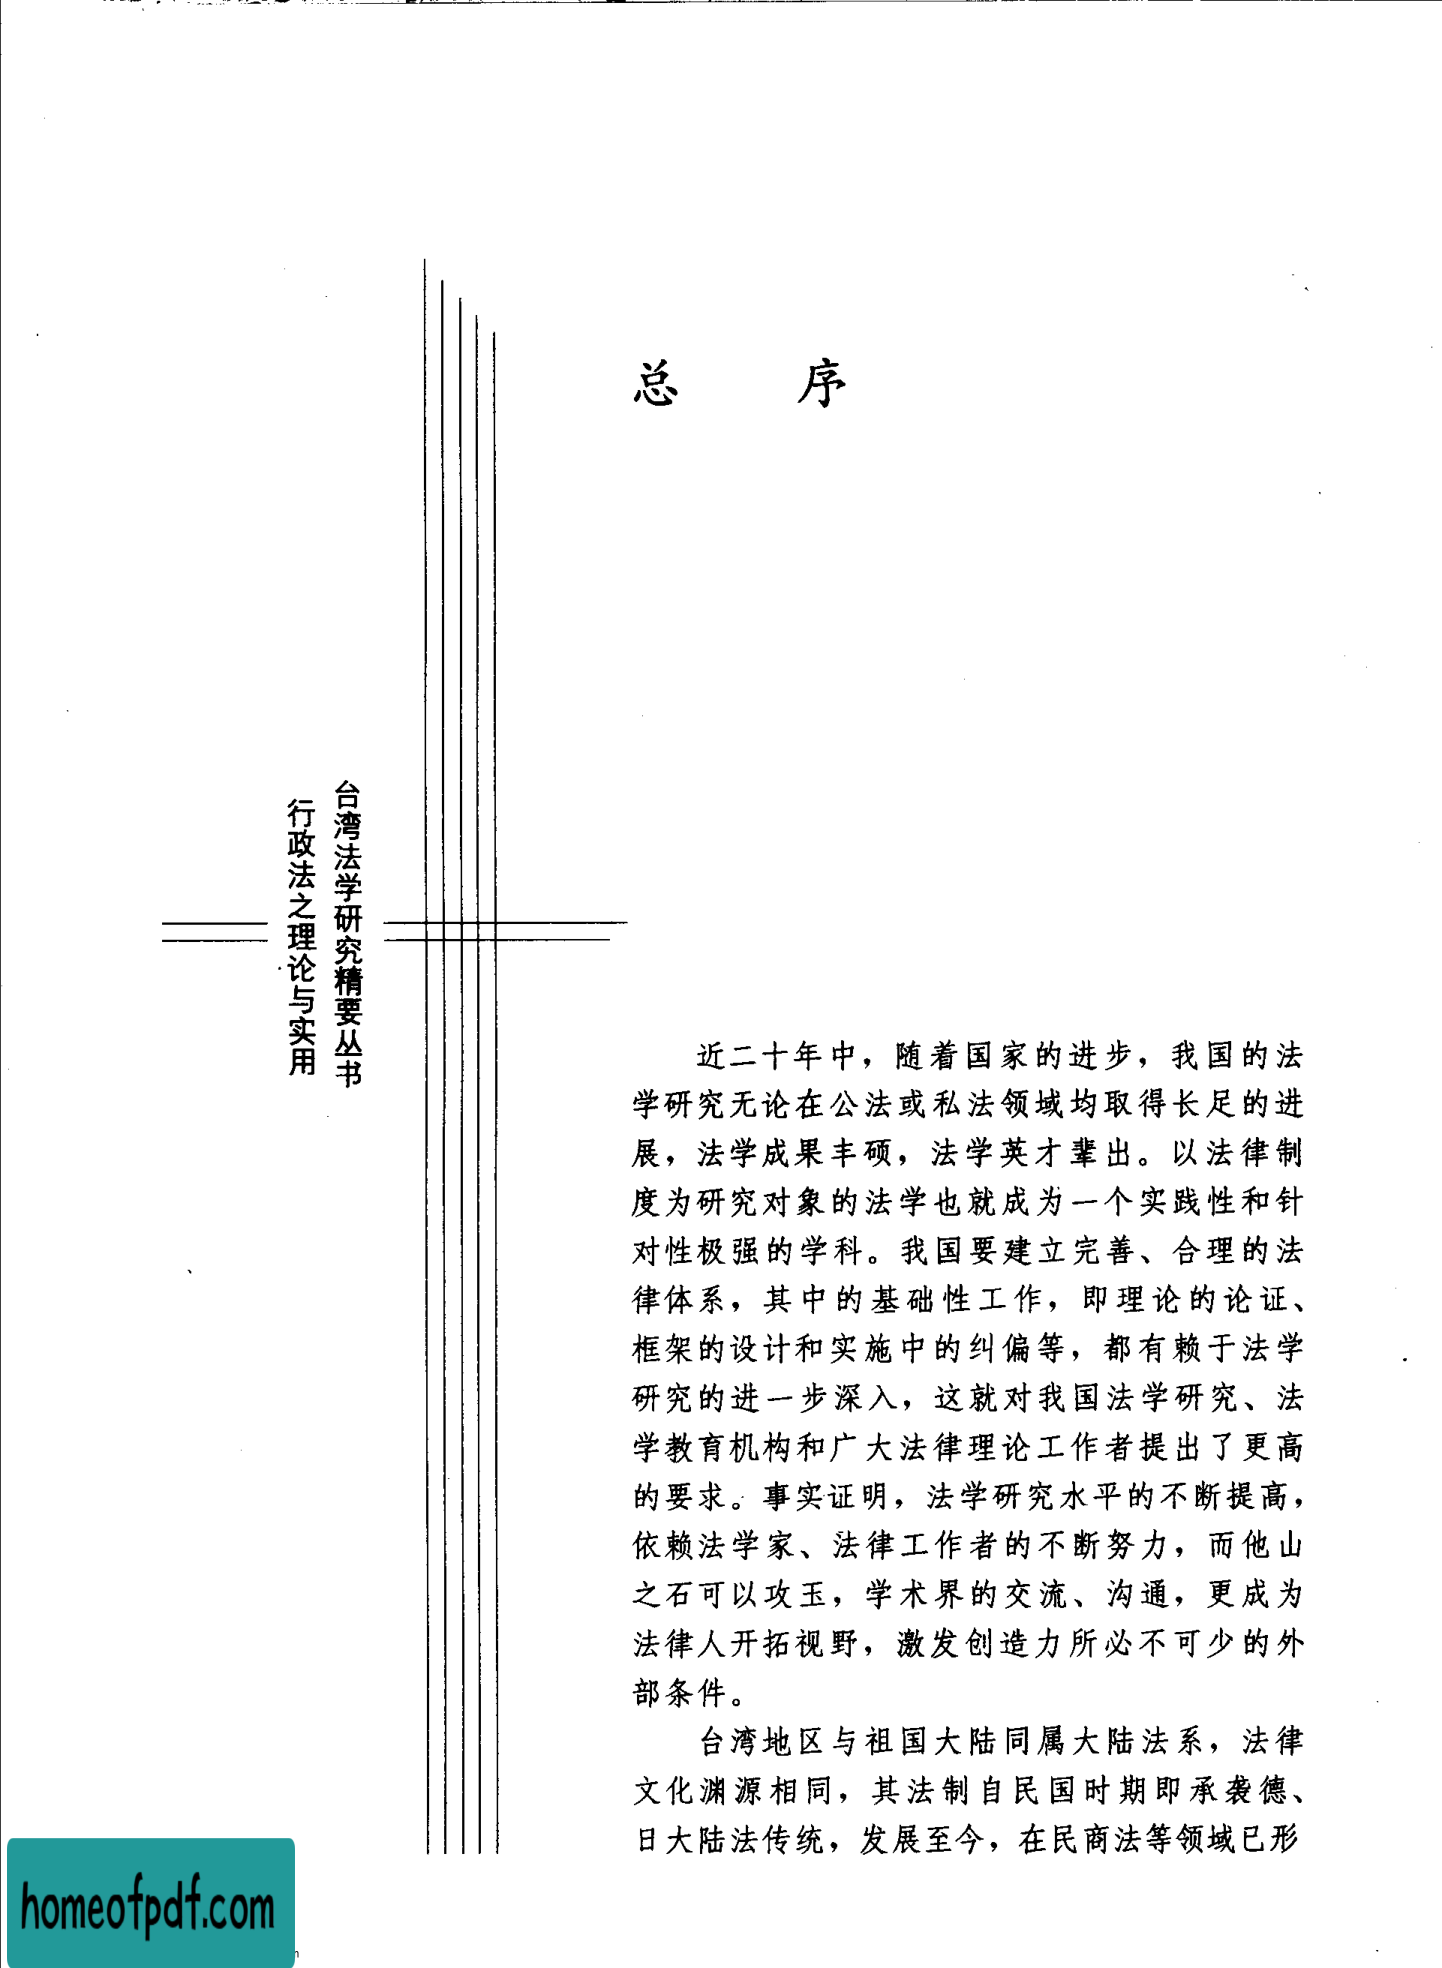 总 序
台湾法学研究精要丛书
行政法之理论与实用
近二十年中，随着国家的进步，我国的法
学研究无论在公法或私法领域均取得长足的进
展，法学成果丰硕，法学英才辈出。以法律制
度为研究对象的法学也就成为一个实践性和针
对性极强的学科。我国要建立完善、合理的法
律体系，其中的基础性工作，即理论的论证、
框架的设计和实施中的纠偏等，都有赖于法学
研究的进一步深入，这就对我国法学研究、法
学教育机构和广大法律理论工作者提出了更高
的要求。事实证明，法学研究水平的不断提高，
依赖法学家、法律工作者的不断努力，而他山
之石可以攻玉，学术界的交流、沟通，更成为
法律人开拓视野，激发创造力所必不可少的外
部条件。
台湾地区与祖国大陆同属大陆法系，法律
文化渊源相同，其法制自民国时期即承袭德、
日大陆法传统，发展至今，在民商法等领域已形
homeofpdf.com